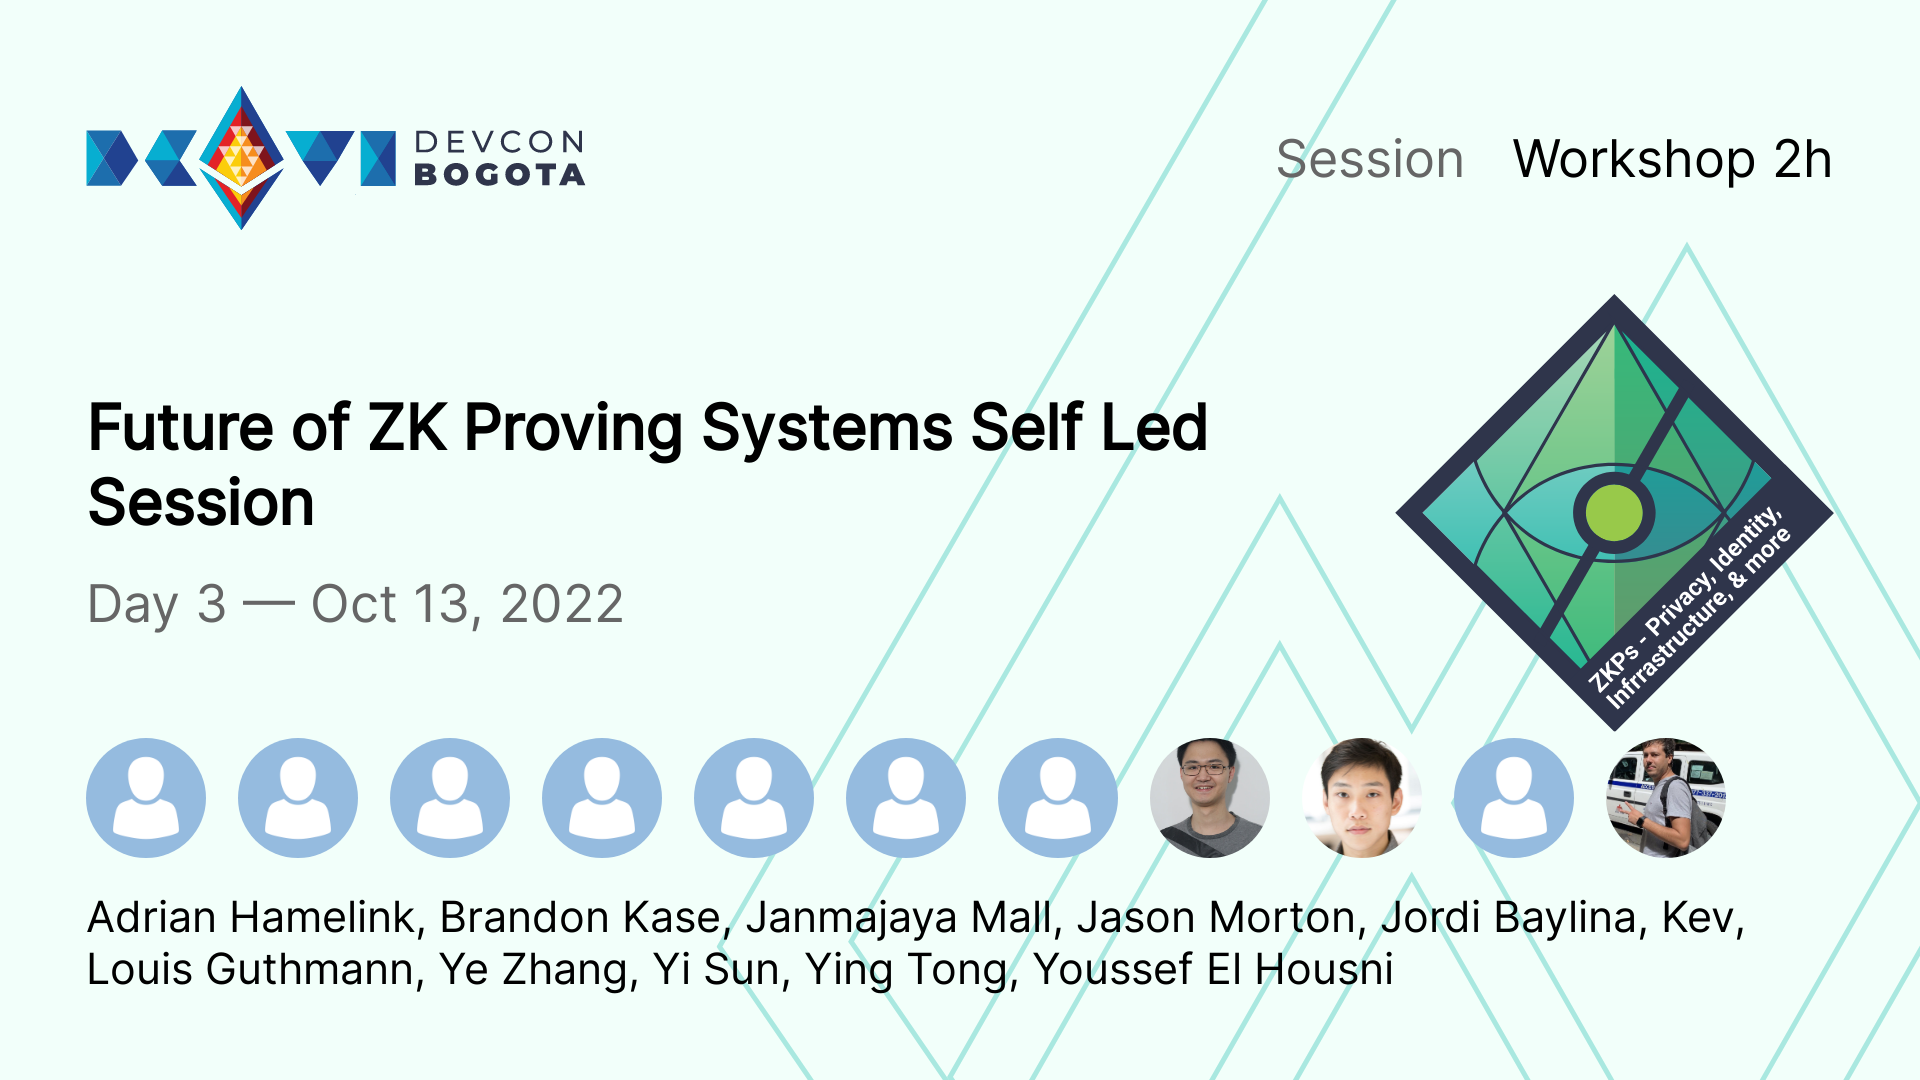 DEVCON
BOGOTA
Session Workshop 2h
Future of ZK Proving Systems Self Led
Session
Day 3 — Oct 13, 2022
ZKPs - Privacy, Identity,
Infrrastructure, & more
Adrian Hamelink, Brandon Kase, Janmajaya Mall, Jason Morton, Jordi Baylina, Kev,
Louis Guthmann, Ye Zhang, Yi Sun, Ying Tong, Youssef El Housni